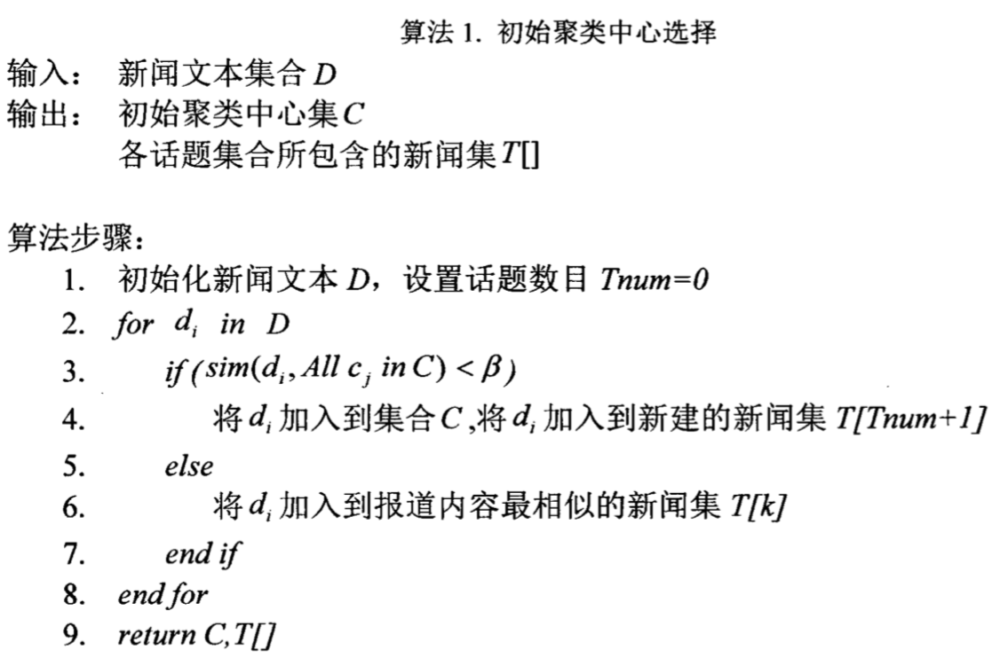 算法 1. 初始聚类中心选择
输入： 新闻文本集合 D
输出： 初始聚类中心集 C
各话题集合所包含的新闻集 T[]
算法步骤：
1. 初始化新闻文本 D，设置话题数目 Tnum=0
2. for d_i in D
3. if (sim(d_i, All c_j in C) < β)
4. 将 d_i 加入到集合 C ,将 d_i 加入到新建的新闻集 T[Tnum+1]
5. else
6. 将 d_i 加入到报道内容最相似的新闻集 T[k]
7. end if
8. end for
9. return C,T[]